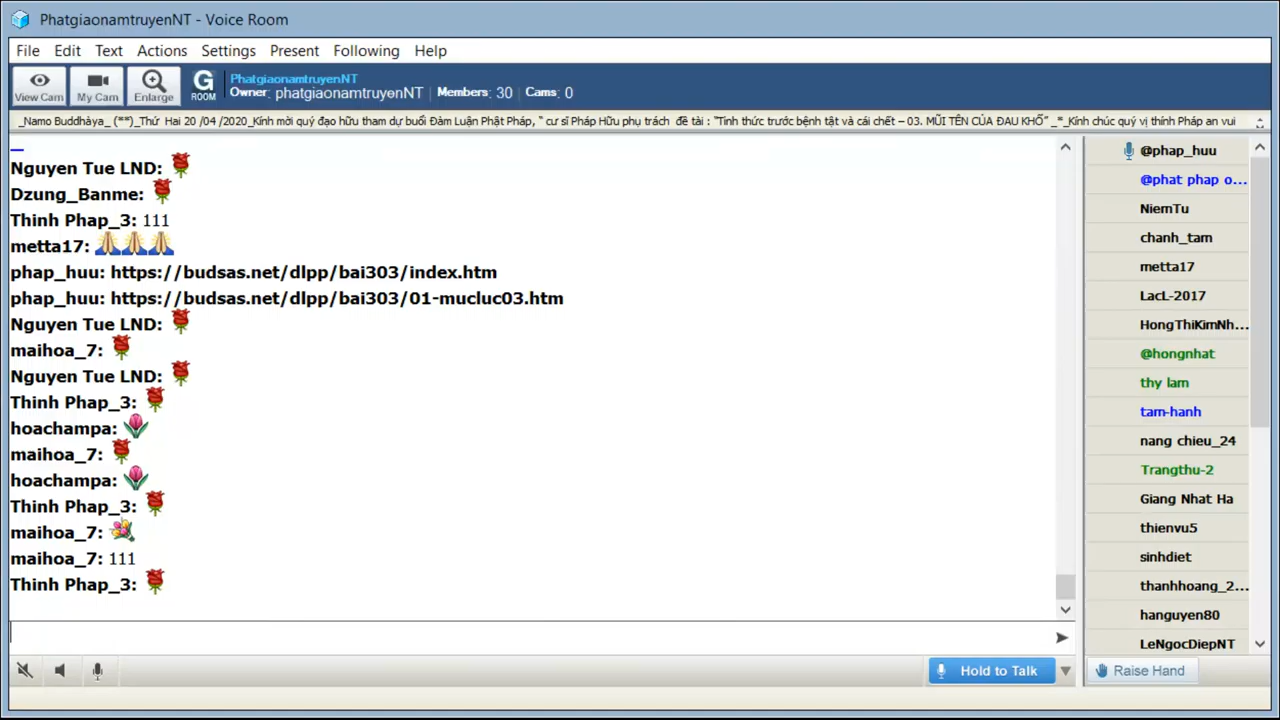 PhatgiaonamtruyenNT - Voice Room
File Edit Text Actions Settings Present Following Help
View Cam My Cam Enlarge G ROOM
PhatgiaonamtruyenNT
Owner: phatgiaonamtruyenNT Members: 30 Cams: 0
_Namo Buddhàya_ (**)_Thứ Hai 20 /04 /2020_Kính mời quý đạo hữu tham dự buổi Đàm Luận Phật Pháp, “ cư sĩ Pháp Hữu phụ trách đề tài : “Tỉnh thức trước bệnh tật và cái chết – 03. MŨI TÊN CỦA ĐAU KHỔ” _*_Kính chúc quý vị thính Pháp an vui
Nguyen Tue LND:
Dzung_Banme:
Thinh Phap_3: 111
metta17:
phap_huu: https://budsas.net/dlpp/bai303/index.htm
phap_huu: https://budsas.net/dlpp/bai303/01-mucluc03.htm
Nguyen Tue LND:
maihoa_7:
Nguyen Tue LND:
Thinh Phap_3:
hoachampa:
maihoa_7:
hoachampa:
Thinh Phap_3:
maihoa_7:
maihoa_7: 111
Thinh Phap_3:
@phap_huu
@phat phap o...
NiemTu
chanh_tam
metta17
LacL-2017
HongThiKimNh...
@hongnhat
thy lam
tam-hanh
nang chieu_24
Trangthu-2
Giang Nhat Ha
thienvu5
sinhdiet
thanhhoang_2...
hanguyen80
LeNgocDiepNT
Hold to Talk
Raise Hand